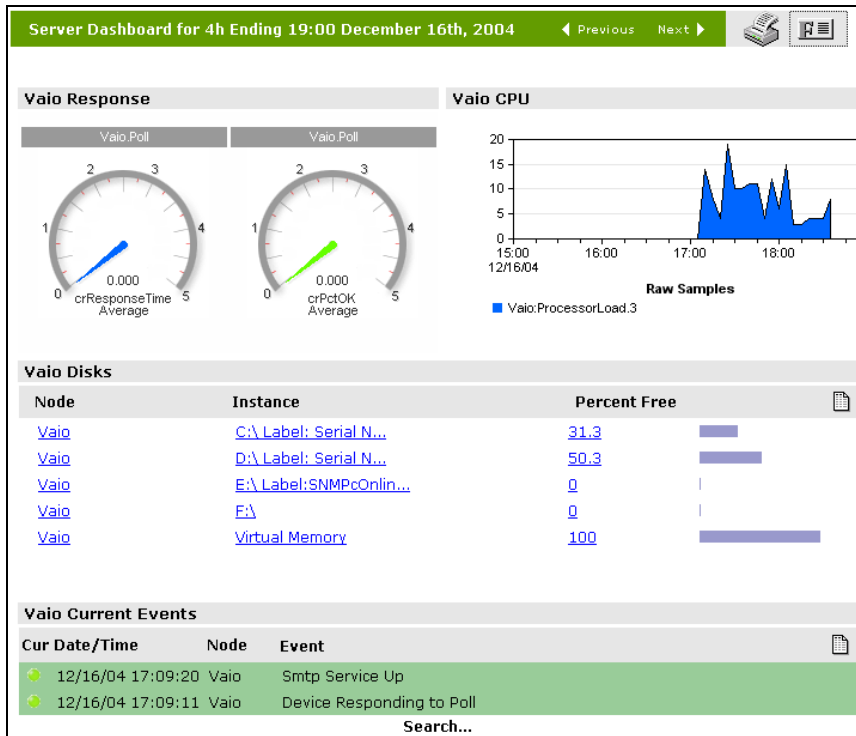 Server Dashboard for 4h Ending 19:00 December 16th, 2004 Previous Next
Vaio Response
Vaio CPU
Vaio.Poll Vaio.Poll
0 1 2 3 4 5
0.000
crResponseTime
Average
0 1 2 3 4 5
0.000
crPctOK
Average
20
15
10
5
0
15:00 16:00 17:00 18:00
12/16/04
Raw Samples
Vaio:ProcessorLoad.3
Vaio Disks
Node Instance Percent Free
Vaio C:\ Label: Serial N... 31.3
Vaio D:\ Label: Serial N... 50.3
Vaio E:\ Label:SNMPcOnlin... 0
Vaio F:\ 0
Vaio Virtual Memory 100
Vaio Current Events
Cur Date/Time Node Event
12/16/04 17:09:20 Vaio Smtp Service Up
12/16/04 17:09:11 Vaio Device Responding to Poll
Search...